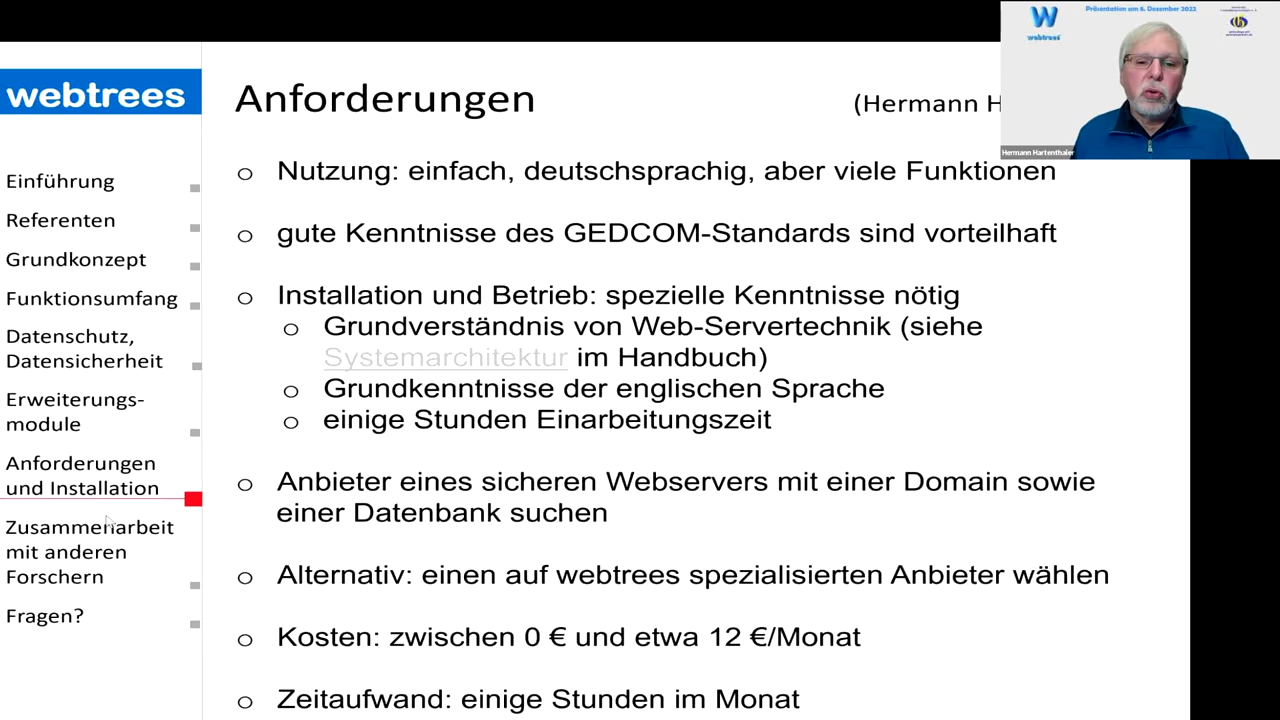 Präsentation am 6. Dezember 2022
webtrees
Hermann Hartenthaler
webtrees
Anforderungen
(Hermann H
Einführung
Referenten
Grundkonzept
Funktionsumfang
Datenschutz,
Datensicherheit
Erweiterungs-
module
Anforderungen
und Installation
Zusammenarbeit
mit anderen
Forschern
Fragen?
o Nutzung: einfach, deutschsprachig, aber viele Funktionen
o gute Kenntnisse des GEDCOM-Standards sind vorteilhaft
o Installation und Betrieb: spezielle Kenntnisse nötig
o Grundverständnis von Web-Servertechnik (siehe
Systemarchitektur im Handbuch)
o Grundkenntnisse der englischen Sprache
o einige Stunden Einarbeitungszeit
o Anbieter eines sicheren Webservers mit einer Domain sowie
einer Datenbank suchen
o Alternativ: einen auf webtrees spezialisierten Anbieter wählen
o Kosten: zwischen 0 € und etwa 12 €/Monat
o Zeitaufwand: einige Stunden im Monat